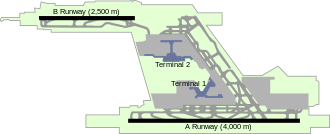 B Runway (2,500 m)
Terminal 2
Terminal 1
A Runway (4,000 m)